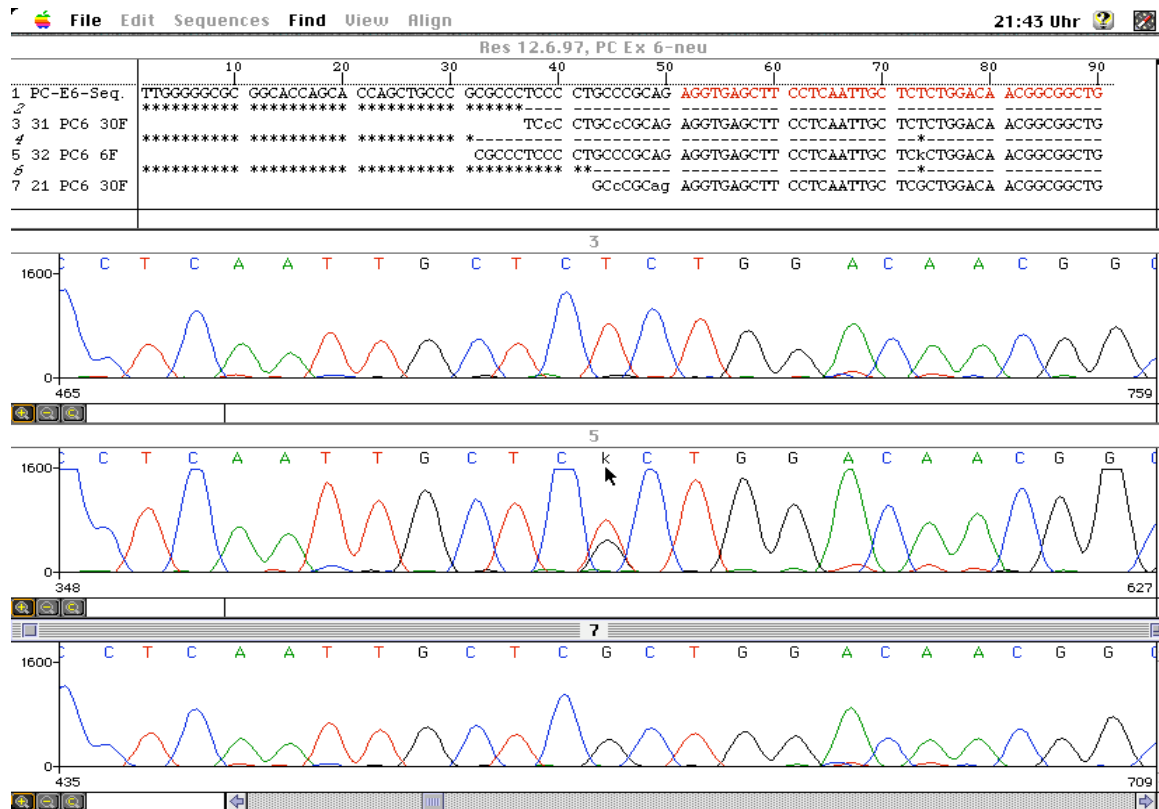 File Edit Sequences Find View Align 21:43 Uhr
Res 12.6.97, PC Ex 6-neu
10 20 30 40 50 60 70 80 90
1 PC-E6-Seq. TTGGGGGCGC GGCACCAGCA CCAGCTGCCC GCGCCCTCCC CTGCCCGCAG AGGTGAGCTT CCTCAATTGC TCTCTGGACA ACGGCGGCTG
2 ********** ********** ********** ******---- ---------- ---------- ---------- ---------- ----------
3 31 PC6 30F TCcC CTGCcCGCAG AGGTGAGCTT CCTCAATTGC TCTCTGGACA ACGGCGGCTG
4 ********** ********** ********** *--------- ---------- ---------- ---------- --*------- ----------
5 32 PC6 6F CGCCCTCCC CTGCCCGCAG AGGTGAGCTT CCTCAATTGC TCkCTGGACA ACGGCGGCTG
6 ********** ********** ********** ********** **-------- ---------- ---------- --*------- ----------
7 21 PC6 30F GCcCGCag AGGTGAGCTT CCTCAATTGC TCGCTGGACA ACGGCGGCTG
3
C C T C A A T T G C T C T C T G G A C A A C G G C
1600
0
465 759
5
C C T C A A T T G C T C k C T G G A C A A C G G C
1600
0
348 627
7
C C T C A A T T G C T C G C T G G A C A A C G G C
1600
0
435 709